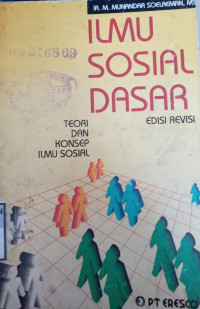 IR. M. MUNANDAR SOELAEMAN, MS
ILMU
SOSIAL
DASAR
EDISI REVISI
TEORI
DAN
KONSEP
ILMU SOSIAL
PT ERESCO